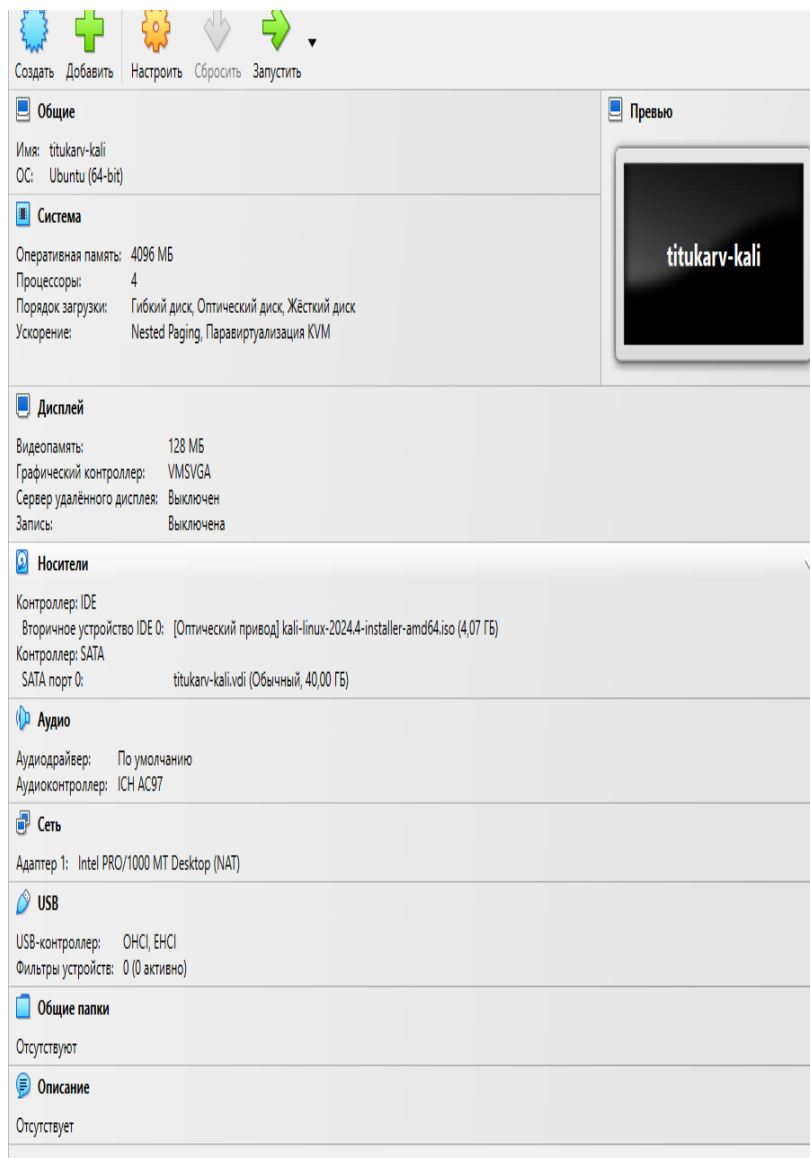 Создать Добавить Настроить Сбросить Запустить
Общие
Имя: titukarv-kali
ОС: Ubuntu (64-bit)
Превью
titukarv-kali
Система
Оперативная память: 4096 МБ
Процессоры: 4
Порядок загрузки: Гибкий диск, Оптический диск, Жёсткий диск
Ускорение: Nested Paging, Паравиртуализация KVM
Дисплей
Видеопамять: 128 МБ
Графический контроллер: VMSVGA
Сервер удалённого дисплея: Выключен
Запись: Выключена
Носители
Контроллер: IDE
Вторичное устройство IDE 0: [Оптический привод] kali-linux-2024.4-installer-amd64.iso (4,07 ГБ)
Контроллер: SATA
SATA порт 0: titukarv-kali.vdi (Обычный, 40,00 ГБ)
Аудио
Аудиодрайвер: По умолчанию
Аудиоконтроллер: ICH AC97
Сеть
Адаптер 1: Intel PRO/1000 MT Desktop (NAT)
USB
USB-контроллер: OHCI, EHCI
Фильтры устройств: 0 (0 активно)
Общие папки
Отсутствуют
Описание
Отсутствует